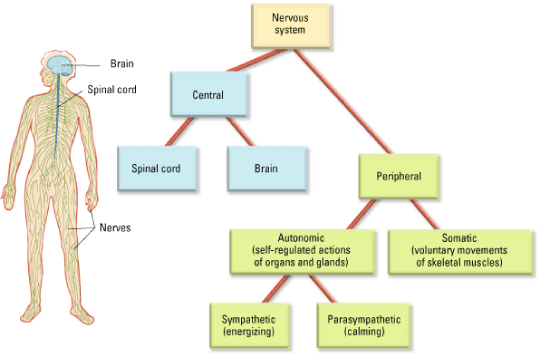 Nervous
system
Brain
Spinal cord
Central
Spinal cord
Brain
Peripheral
Nerves
Autonomic
(self-regulated actions
of organs and glands)
Somatic
(voluntary movements
of skeletal muscles)
Sympathetic
(energizing)
Parasympathetic
(calming)